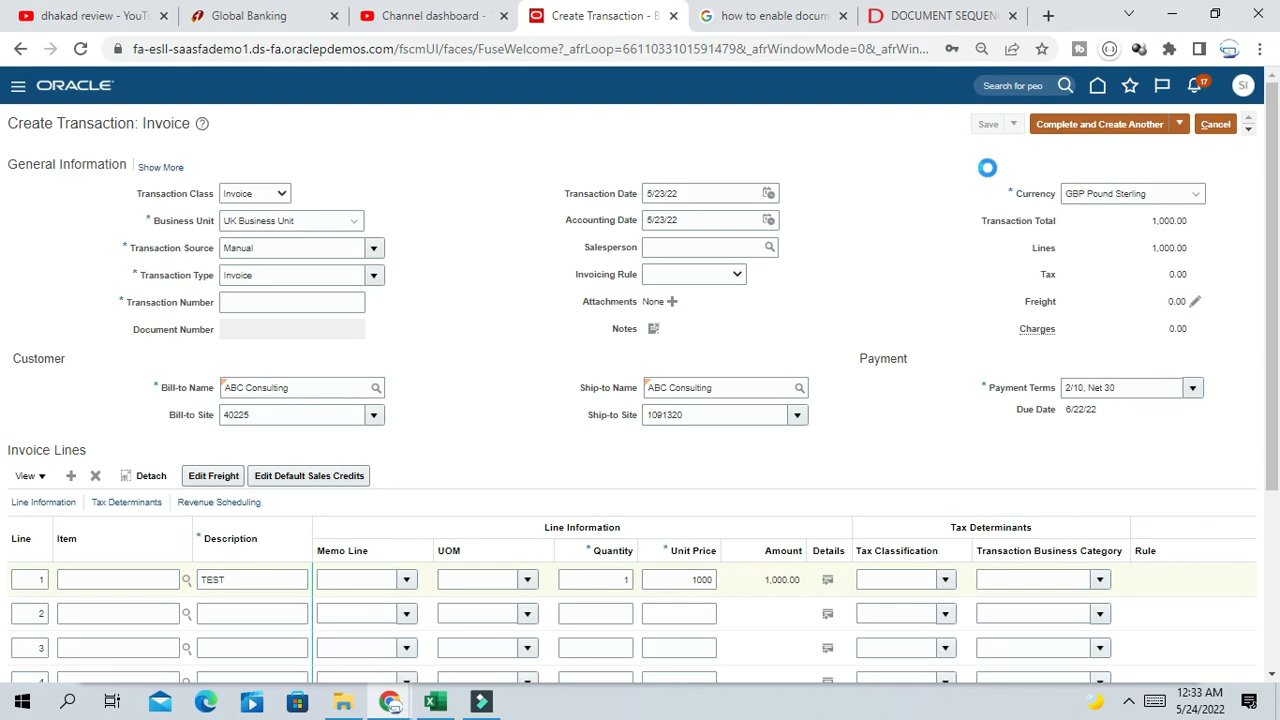 dhakad review - YouT
Global Banking
Channel dashboard - Y
Create Transaction - B
how to enable docum
DOCUMENT SEQUENC
fa-esll-saasfademo1.ds-fa.oraclepdemos.com/fscmUI/faces/FuseWelcome?_afrLoop=66110331015914798&_afrWindowMode=0&_afrWin...
ORACLE
Search for peo
17
SI
Create Transaction: Invoice
Save
Complete and Create Another
Cancel
General Information
Show More
Transaction Class
Invoice
Transaction Date
5/23/22
* Currency
GBP Pound Sterling
* Business Unit
UK Business Unit
Accounting Date
5/23/22
Transaction Total
1,000.00
* Transaction Source
Manual
Salesperson
Lines
1,000.00
* Transaction Type
Invoice
Invoicing Rule
Tax
0.00
* Transaction Number
Attachments
None
Freight
0.00
Document Number
Notes
Charges
0.00
Customer
Payment
* Bill-to Name
ABC Consulting
Ship-to Name
ABC Consulting
* Payment Terms
2/10, Net 30
Bill-to Site
40225
Ship-to Site
1091320
Due Date
6/22/22
Invoice Lines
View
Detach
Edit Freight
Edit Default Sales Credits
Line Information
Tax Determinants
Revenue Scheduling
Line Information
Tax Determinants
Line
Item
* Description
Memo Line
UOM
* Quantity
* Unit Price
Amount
Details
Tax Classification
Transaction Business Category
Rule
1
TEST
1
1000
1,000.00
2
3
12:33 AM
5/24/2022